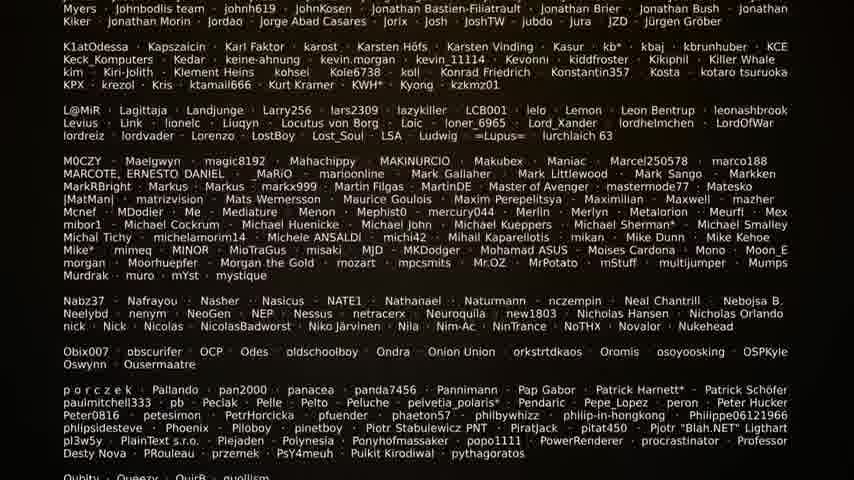 Myers · Johnbodlis team · johnh619 · JohnKosen · Jonathan Bastien-Filiatrault · Jonathan Brier · Jonathan Bush · Jonathan
Kiker · Jonathan Morin · Jordao · Jorge Abad Casares · Jorix · Josh · JoshTW · jubdo · Jura · JZD · Jürgen Gröber
K1atOdessa · Kapszaicin · Karl Faktor · karost · Karsten Höfs · Karsten Vinding · Kasur · kb* · kbaj · kbrunhuber · KCE
Keck_Komputers · Kedar · keine-ahnung · kevin.morgan · kevin_11114 · Kevonni · kiddfroster · Kikiphil · Killer Whale
kim · Kiri-Jolith · Klement Heins · kohsei · Kole6738 · koli · Konrad Friedrich · Konstantin357 · Kosta · kotaro tsuruoka
KPX · krezol · Kris · ktamail666 · Kurt Kramer · KWH* · Kyong · kzkmz01
L@MiR · Lagittaja · Landjunge · Larry256 · lars2309 · lazykiller · LCB001 · lelo · Lemon · Leon Bentrup · leonashbrook
Levius · Link · lionelc · Liuqyn · Locutus von Borg · Loic · loner_6965 · Lord_Xander · lordhelmchen · LordOfWar
lordreiz · lordvader · Lorenzo · LostBoy · Lost_Soul · LSA · Ludwig · =Lupus= · lurchlaich 63
M0CZY · Maelgwyn · magic8192 · Mahachippy · MAKINURCIO · Makubex · Maniac · Marcel250578 · marco188
MARCOTE, ERNESTO DANIEL · _MaRiO · marioonline · Mark Gallaher · Mark Littlewood · Mark Sango · Markken
MarkRBright · Markus · Markus · markx999 · Martin Filgas · MartinDE · Master of Avenger · mastermode77 · Matesko
|MatMan| · matrizvision · Mats Wemersson · Maurice Goulois · Maxim Perepelitsya · Maximilian · Maxwell · mazher
Mcnef · MDodier · Me · Mediature · Menon · Mephist0 · mercury044 · Merlin · Merlyn · Metalorion · Meurfi · Mex
mibor1 · Michael Cockrum · Michael Huenicke · Michael John · Michael Kueppers · Michael Sherman* · Michael Smalley
Michal Tichy · michelamorim14 · Michele ANSALDI · michi42 · Mihail Kapareliotis · mikan · Mike Dunn · Mike Kehoe
Mike* · mimeq · MINOR · MioTraGus · misaki · MJD · MKDodger · Mohamad ASUS · Moises Cardona · Mono · Moon_E
morgan · Moorhuepfer · Morgan the Gold · mozart · mpcsmits · Mr.OZ · MrPotato · mStuff · multijumper · Mumps
Murdrak · muro · mYst · mystique
Nabz37 · Nafrayou · Nasher · Nasicus · NATE1 · Nathanael · Naturmann · nczempin · Neal Chantrill · Nebojsa B.
Neelybd · nenym · NeoGen · NEP · Nessus · netracerx · Neuroquila · new1803 · Nicholas Hansen · Nicholas Orlando
nick · Nick · Nicolas · NicolasBadworst · Niko Järvinen · Nila · Nim-Ac · NinTrance · NoTHX · Novalor · Nukehead
Obix007 · obscurifer · OCP · Odes · oldschoolboy · Ondra · Onion Union · orkstrtdkaos · Oromis · osoyoosking · OSPKyle
Oswynn · Ousermaatre
p o r c z e k · Pallando · pan2000 · panacea · panda7456 · Pannimann · Pap Gabor · Patrick Harnett* · Patrick Schöfer
paulmitchell333 · pb · Peciak · Pelle · Pelto · Peluche · pelvetia_polaris* · Pendaric · Pepe_Lopez · peron · Peter Hucker
Peter0816 · petesimon · PetrHorcicka · pfuender · phaeton57 · philbywhizz · philip-in-hongkong · Philippe06121966
phlipsidesteve · Phoenix · Piloboy · pinetboy · Piotr Stabulewicz PNT · PiratJack · pitat450 · Pjotr "Blah.NET" Ligthart
pl3w5y · PlainText s.r.o. · Plejaden · Polynesia · Ponyhofmassaker · popo1111 · PowerRenderer · procrastinator · Professor
Desty Nova · PRouleau · przemek · PsY4meuh · Pulkit Kirodiwal · pythagoratos
Qubity · Queezy · QuirB · quollism